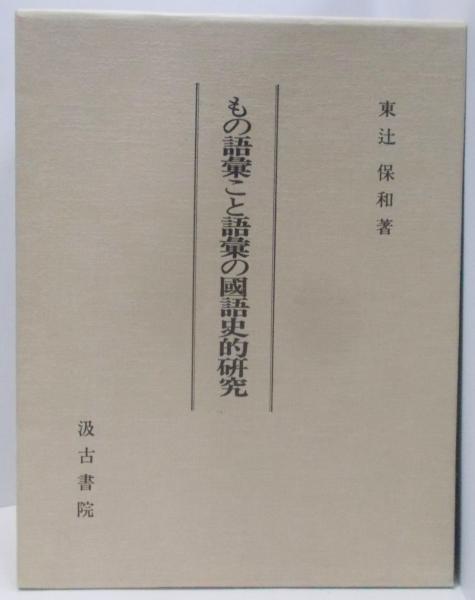 東辻保和著
もの語彙こと語彙の國語史的研究
汲古書院